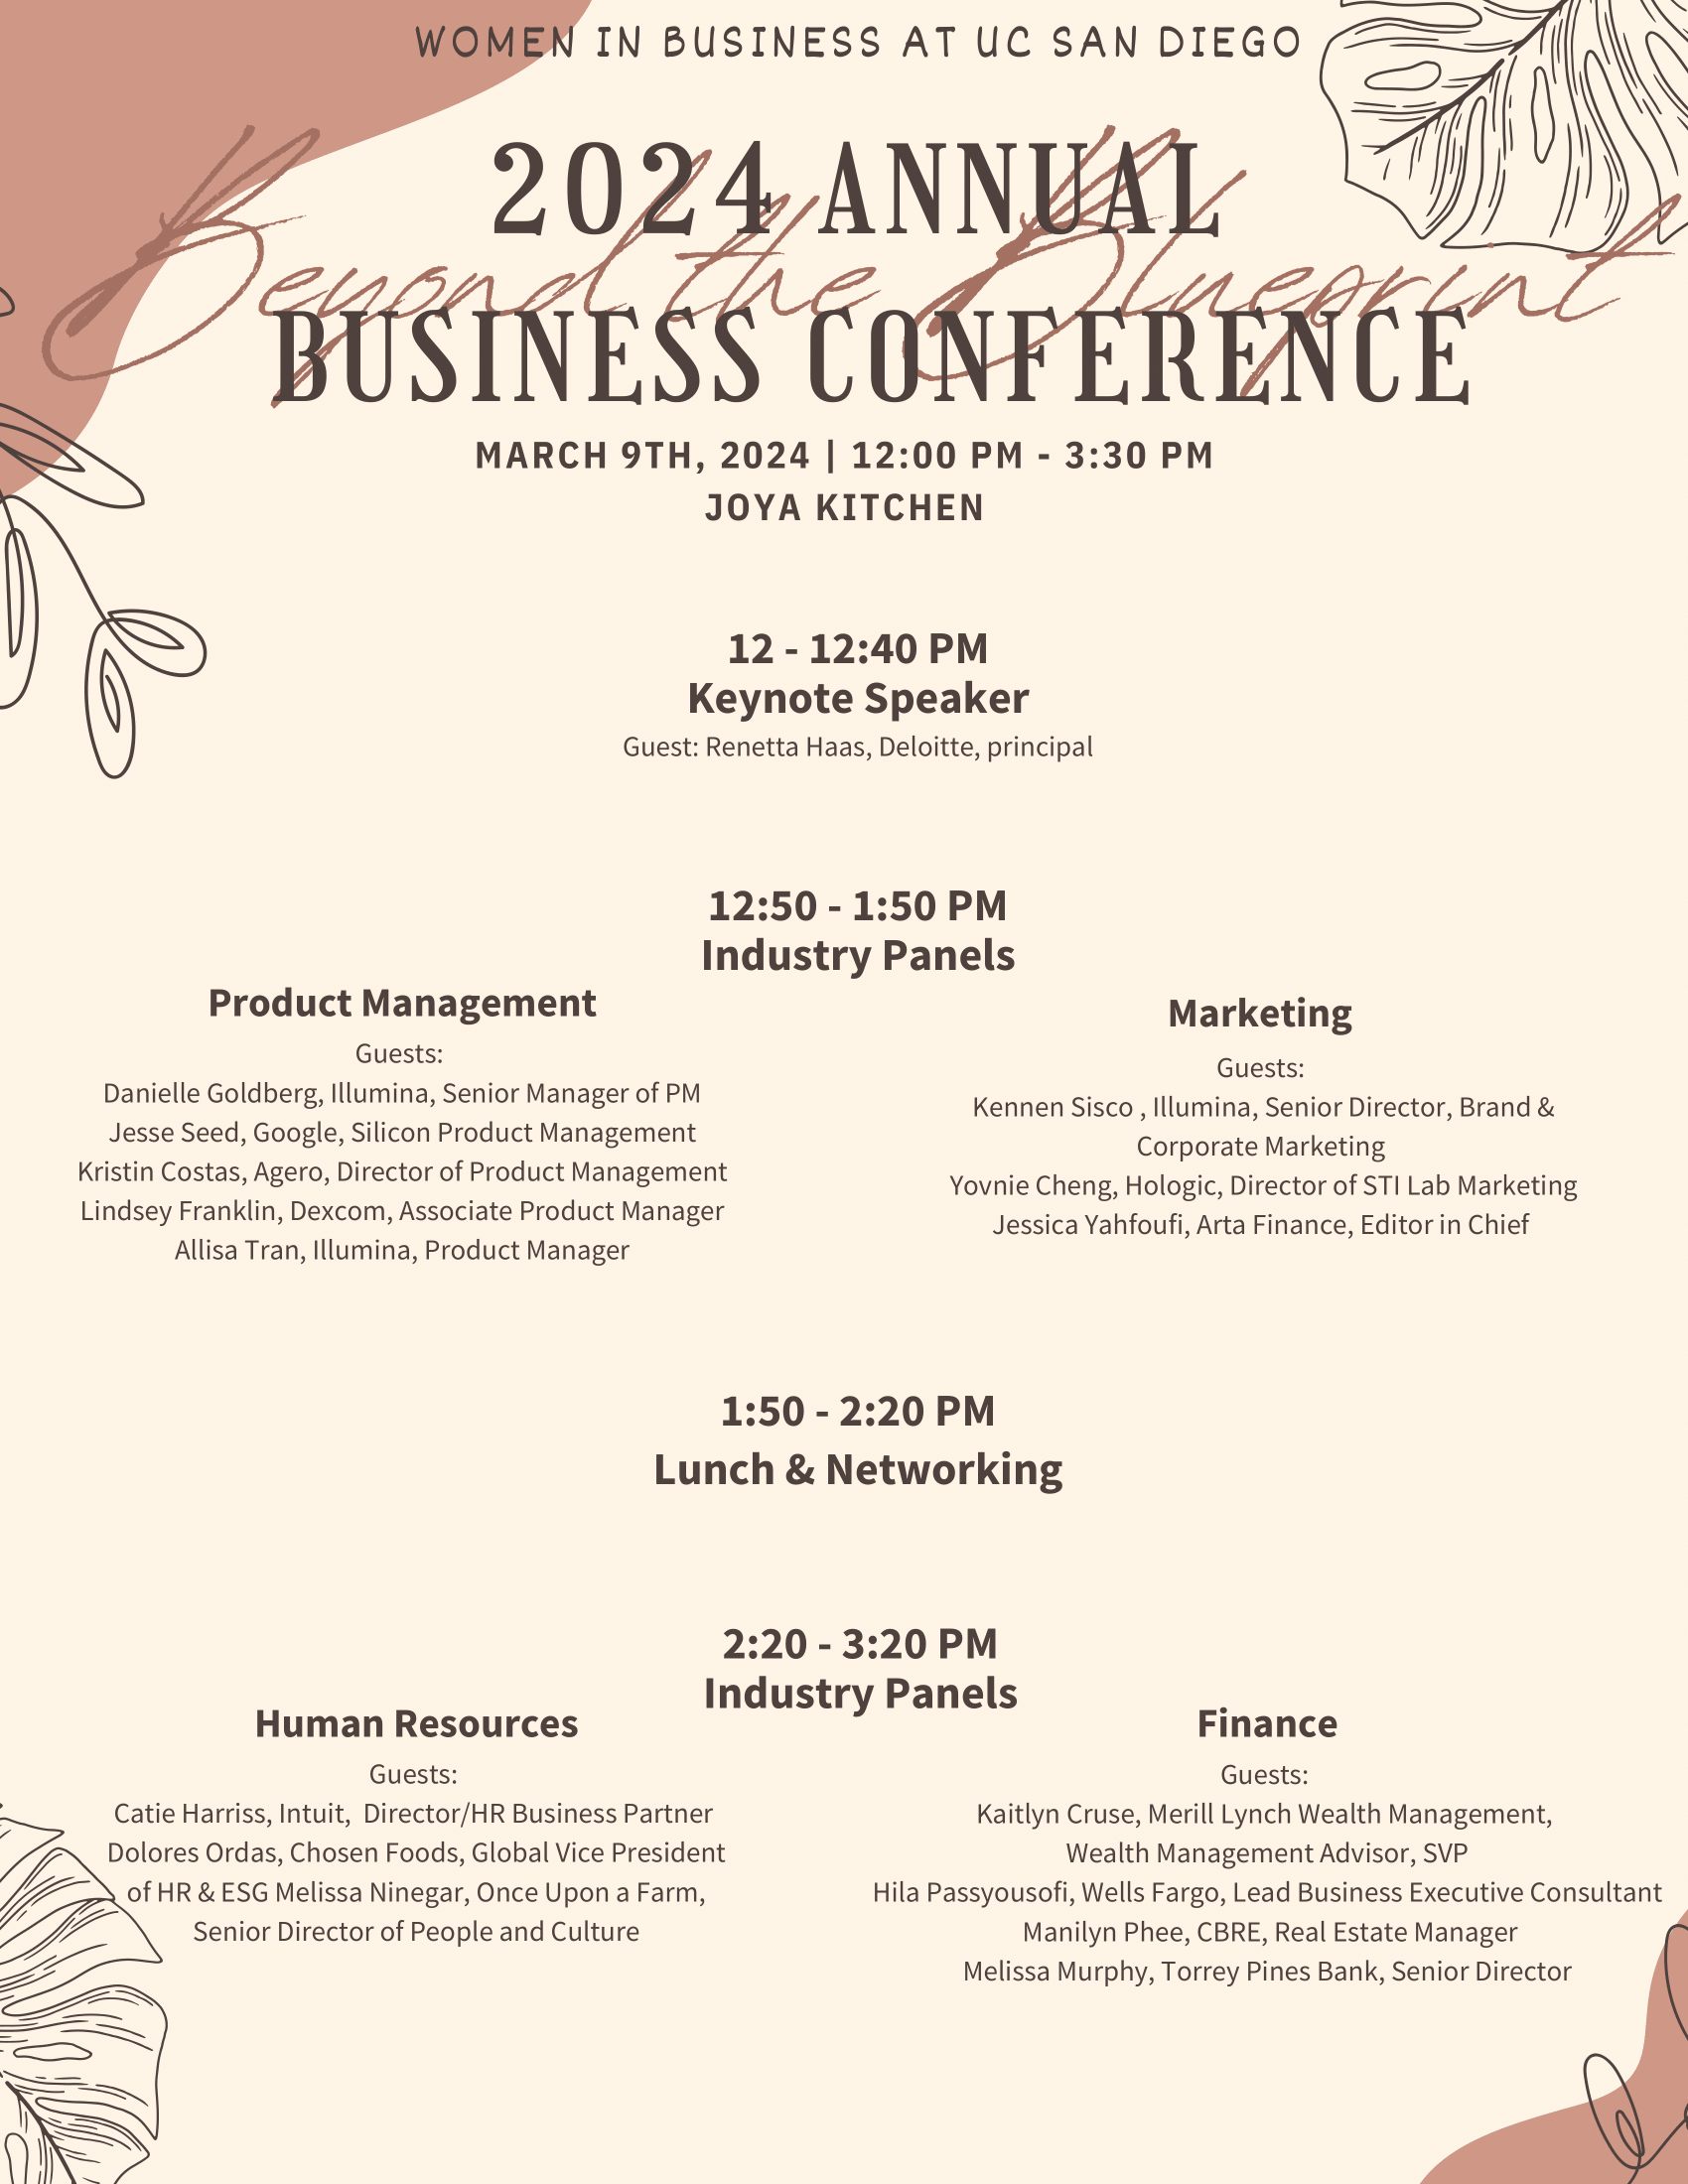 WOMEN IN BUSINESS AT UC SAN DIEGO
2024 ANNUAL
Beyond the Blueprint
BUSINESS CONFERENCE
MARCH 9TH, 2024 | 12:00 PM - 3:30 PM
JOYA KITCHEN
12 - 12:40 PM
Keynote Speaker
Guest: Renetta Haas, Deloitte, principal
12:50 - 1:50 PM
Industry Panels
Product Management
Guests:
Danielle Goldberg, Illumina, Senior Manager of PM
Jesse Seed, Google, Silicon Product Management
Kristin Costas, Agero, Director of Product Management
Lindsey Franklin, Dexcom, Associate Product Manager
Allisa Tran, Illumina, Product Manager
Marketing
Guests:
Kennen Sisco , Illumina, Senior Director, Brand &
Corporate Marketing
Yovnie Cheng, Hologic, Director of STI Lab Marketing
Jessica Yahfoufi, Arta Finance, Editor in Chief
1:50 - 2:20 PM
Lunch & Networking
2:20 - 3:20 PM
Industry Panels
Human Resources
Guests:
Catie Harriss, Intuit,  Director/HR Business Partner
Dolores Ordas, Chosen Foods, Global Vice President
of HR & ESG Melissa Ninegar, Once Upon a Farm,
Senior Director of People and Culture
Finance
Guests:
Kaitlyn Cruse, Merill Lynch Wealth Management,
Wealth Management Advisor, SVP
Hila Passyousofi, Wells Fargo, Lead Business Executive Consultant
Manilyn Phee, CBRE, Real Estate Manager
Melissa Murphy, Torrey Pines Bank, Senior Director